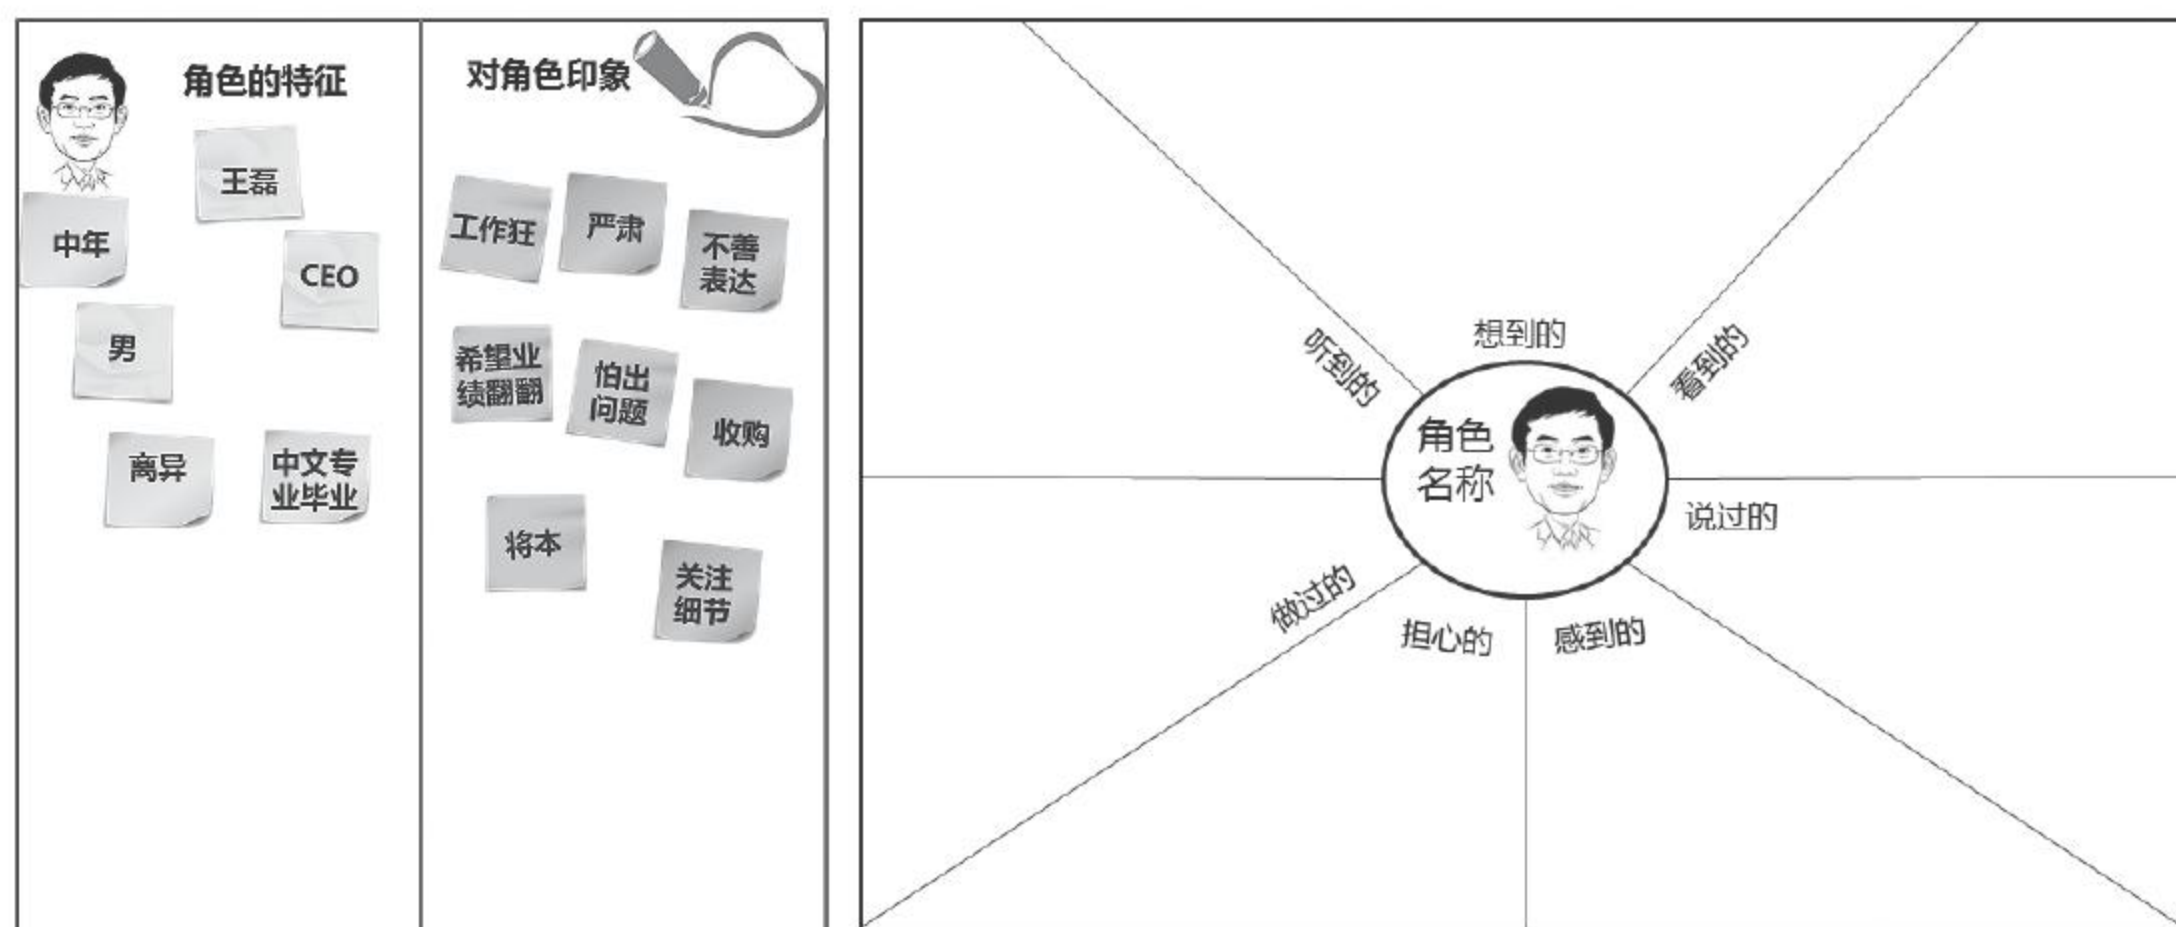 角色的特征
王磊
中年
CEO
男
离异
中文专
业毕业
对角色印象
工作狂
严肃
不善
表达
希望业
绩翻翻
怕出
问题
收购
将本
关注
细节
听到的
想到的
看到的
角色
名称
说过的
做过的
担心的
感到的